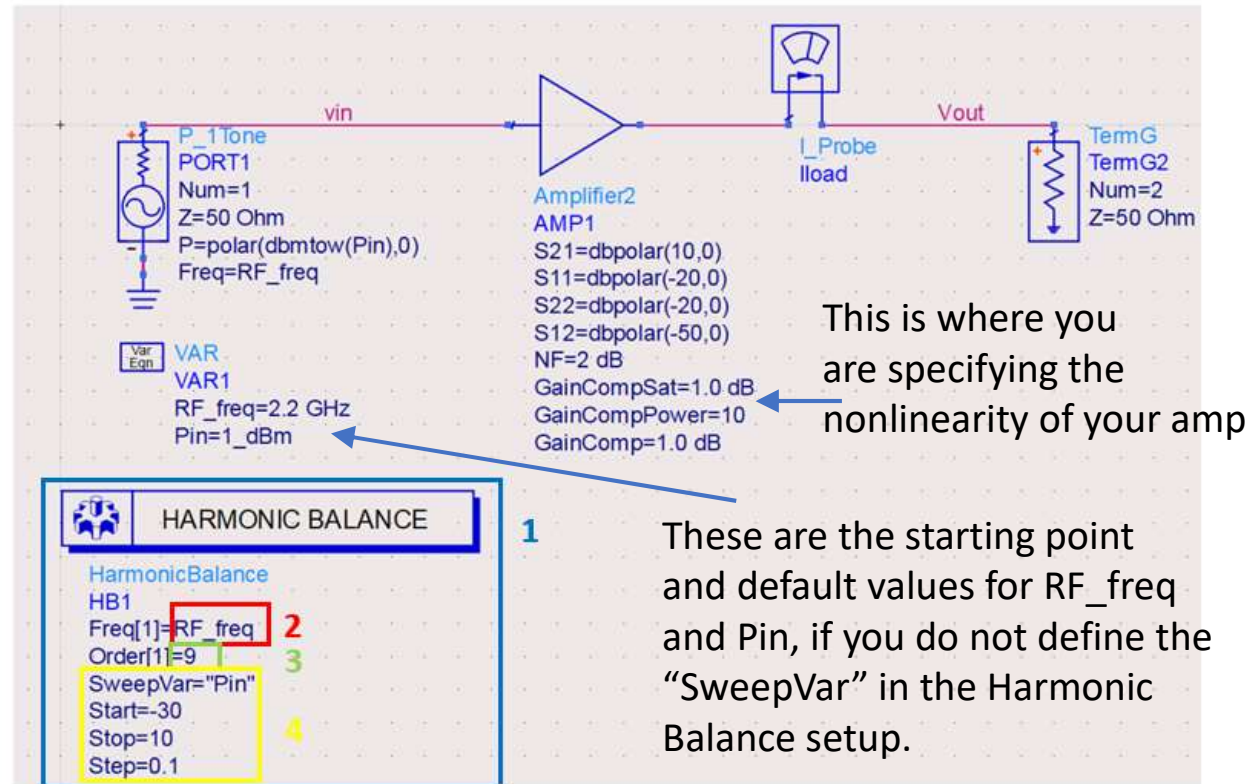 vin
Vout
P_1Tone
PORT1
Num=1
Z=50 Ohm
P=polar(dbmtow(Pin),0)
Freq=RF_freq
Var
Eqn
VAR
VAR1
RF_freq=2.2 GHz
Pin=1_dBm
Amplifier2
AMP1
S21=dbpolar(10,0)
S11=dbpolar(-20,0)
S22=dbpolar(-20,0)
S12=dbpolar(-50,0)
NF=2 dB
GainCompSat=1.0 dB
GainCompPower=10
GainComp=1.0 dB
I_Probe
Iload
TermG
TermG2
Num=2
Z=50 Ohm
This is where you
are specifying the
nonlinearity of your amp
HARMONIC BALANCE
1
HarmonicBalance
HB1
Freq[1]=RF_freq 2
Order[1]=9 3
SweepVar="Pin"
Start=-30
Stop=10
Step=0.1
4
These are the starting point
and default values for RF_freq
and Pin, if you do not define the
“SweepVar” in the Harmonic
Balance setup.